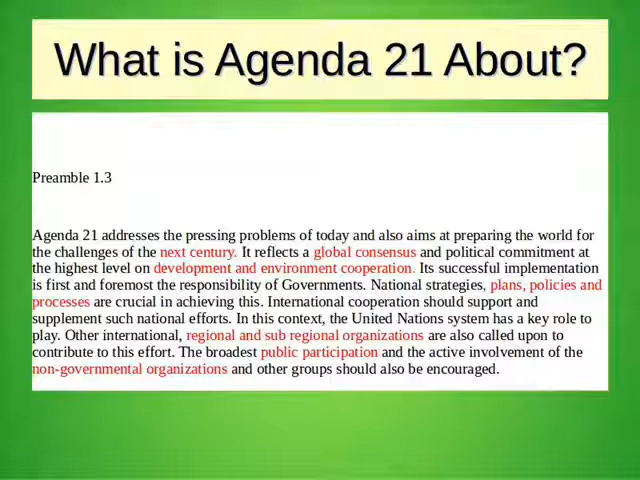 What is Agenda 21 About?
Preamble 1.3
Agenda 21 addresses the pressing problems of today and also aims at preparing the world for
the challenges of the next century. It reflects a global consensus and political commitment at
the highest level on development and environment cooperation. Its successful implementation
is first and foremost the responsibility of Governments. National strategies, plans, policies and
processes are crucial in achieving this. International cooperation should support and
supplement such national efforts. In this context, the United Nations system has a key role to
play. Other international, regional and sub regional organizations are also called upon to
contribute to this effort. The broadest public participation and the active involvement of the
non-governmental organizations and other groups should also be encouraged.